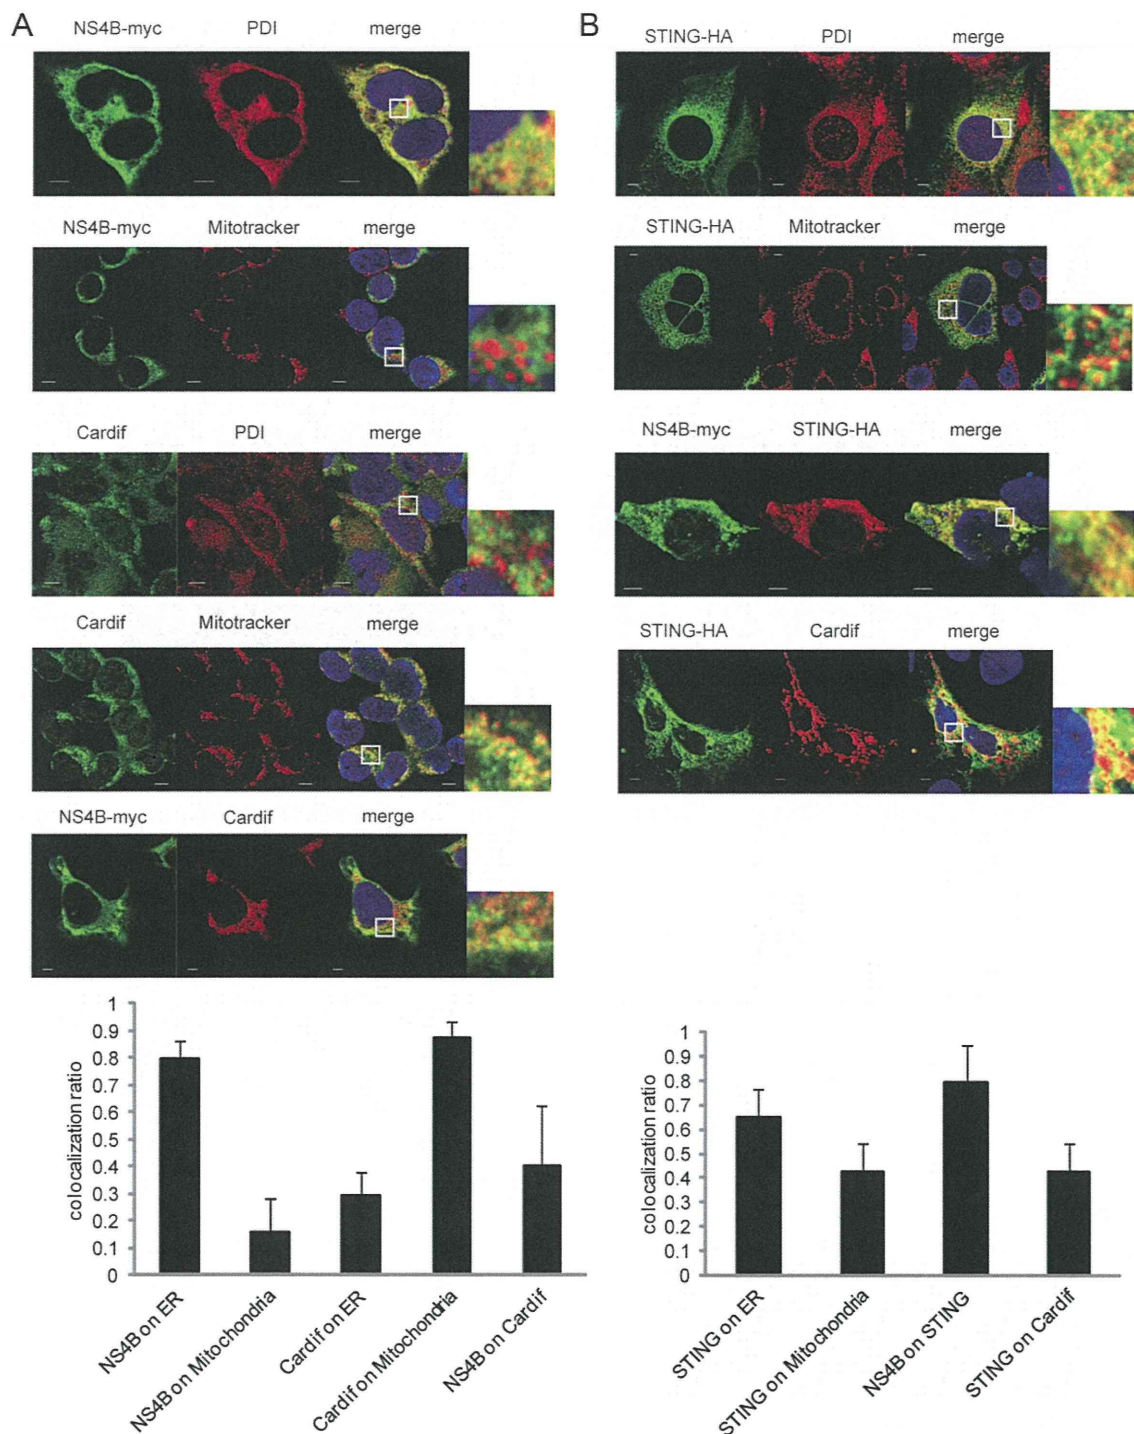 A
NS4B-myc PDI merge
NS4B-myc Mitotracker merge
Cardif PDI merge
Cardif Mitotracker merge
NS4B-myc Cardif merge
colocalization ratio
1
0.9
0.8
0.7
0.6
0.5
0.4
0.3
0.2
0.1
0
NS4B on ER
NS4B on Mitochondria
Cardif on ER
Cardif on Mitochondria
NS4B on Cardif
B
STING-HA PDI merge
STING-HA Mitotracker merge
NS4B-myc STING-HA merge
STING-HA Cardif merge
colocalization ratio
1
0.9
0.8
0.7
0.6
0.5
0.4
0.3
0.2
0.1
0
STING on ER
STING on Mitochondria
NS4B on STING
STING on Cardif